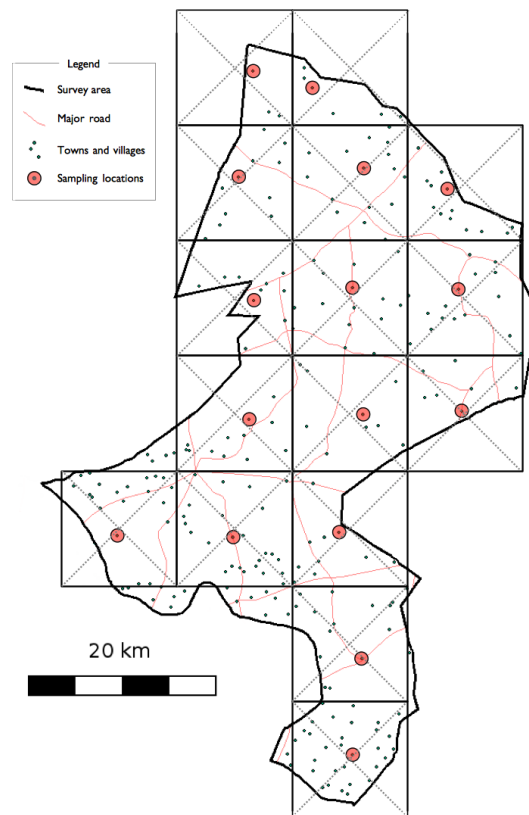 Legend
Survey area
Major road
Towns and villages
Sampling locations
20 km